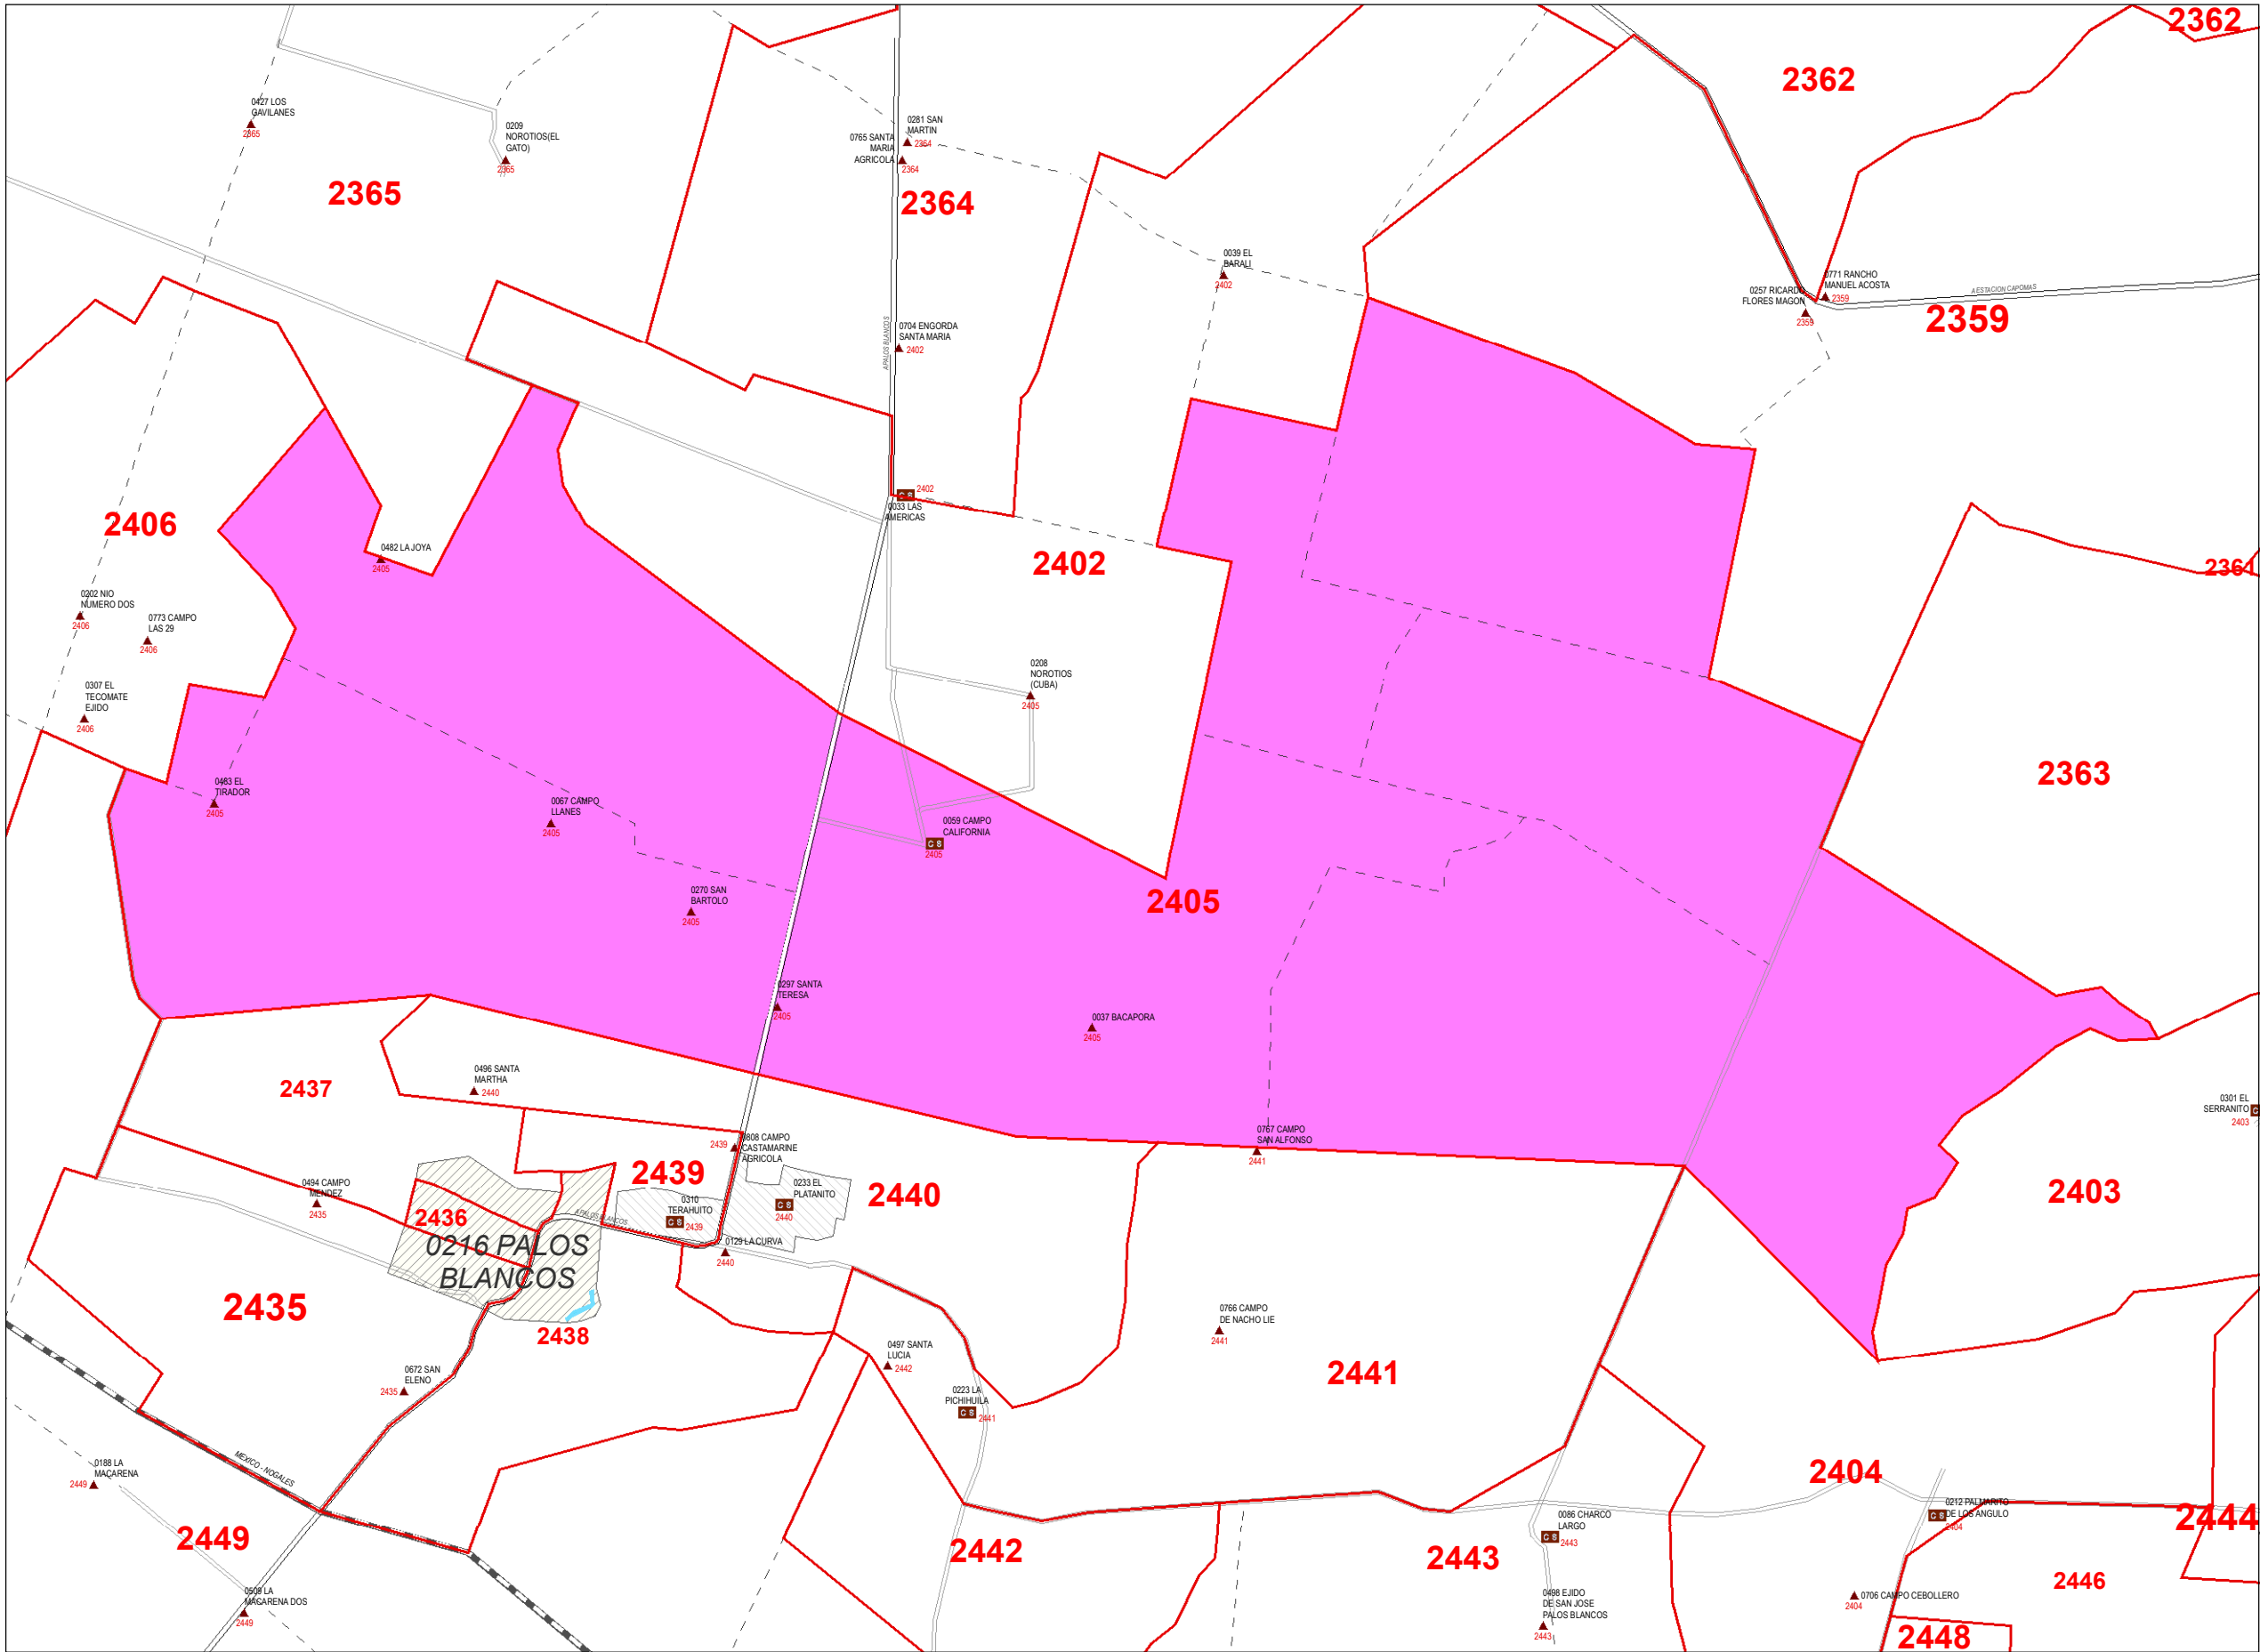 2362
2362
0427 LOS
GAVILANES
2365
0209
NOROTIOS(EL
GATO)
2365
0281 SAN
MARTIN
2364
0765 SANTA
MARIA
AGRICOLA
2364
2365
2364
0039 EL
BARALI
2402
0771 RANCHO
MANUEL ACOSTA
2359
0257 RICARDO
FLORES MAGON
2359
A ESTACION CAPOMAS
2359
A PALOS BLANCOS
0704 ENGORDA
SANTA MARIA
2402
2402
0033 LAS
AMERICAS
2406
0482 LA JOYA
2405
2402
2361
0202 NIO
NUMERO DOS
2406
0773 CAMPO
LAS 29
2406
0208
NOROTIOS
(CUBA)
2405
0307 EL
TECOMATE
EJIDO
2406
0483 EL
TIRADOR
2405
0067 CAMPO
LLANES
2405
2363
0059 CAMPO
CALIFORNIA
C S
2405
0270 SAN
BARTOLO
2405
2405
0297 SANTA
TERESA
2405
0037 BACAPORA
2405
0496 SANTA
MARTHA
2440
2437
0301 EL
SERRANITO
2403
0767 CAMPO
SAN ALFONSO
2441
2439
0808 CAMPO
CASTAMARINE
AGRICOLA
2439
0233 EL
PLATANITO
C S
2440
2440
2403
0494 CAMPO
MENDEZ
2435
0310
TERAHUITO
C S
2439
2436
A PALOS BLANCOS
0216 PALOS
BLANCOS
0129 LA CURVA
2440
2435
2438
0766 CAMPO
DE NACHO LIE
2441
0497 SANTA
LUCIA
2442
0672 SAN
ELENO
2435
0223 LA
PICHIHUILA
C S
2441
2441
MEXICO - NOGALES
0188 LA
MACARENA
2449
2404
0212 PALMARITO
DE LOS ANGULO
C S
2404
2444
0086 CHARCO
LARGO
C S
2443
2449
2442
2443
2446
0509 LA
MACARENA DOS
2449
0498 EJIDO
DE SAN JOSE
PALOS BLANCOS
2443
0706 CAMPO CEBOLLERO
2404
2448